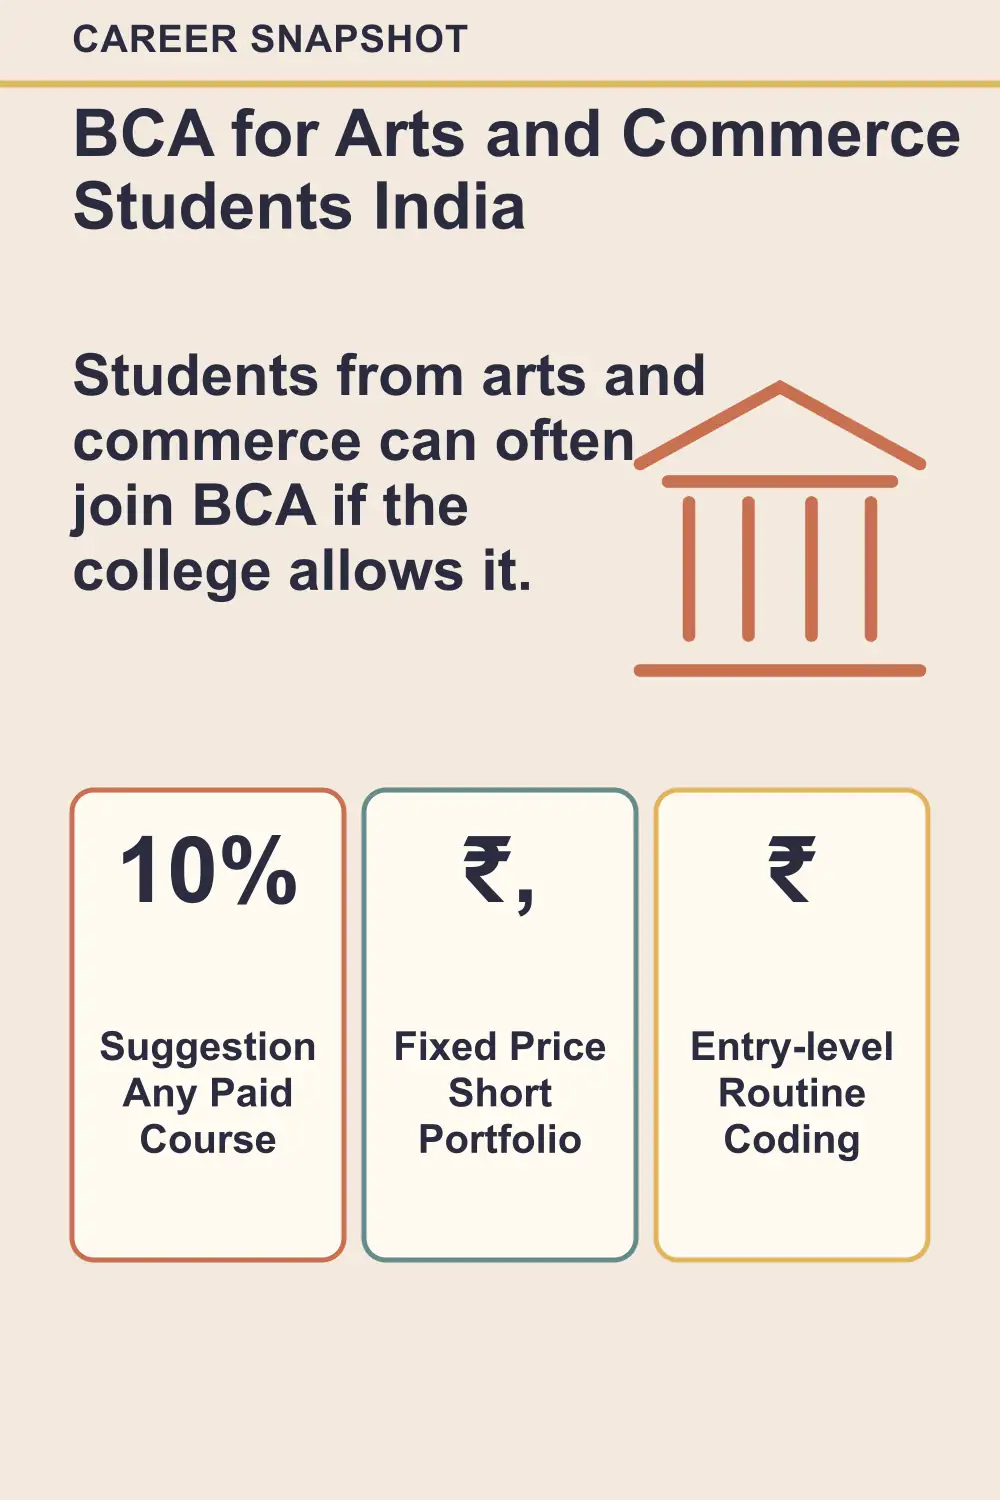 CAREER SNAPSHOT
BCA for Arts and Commerce
Students India
Students from arts and
commerce can often
join BCA if the
college allows it.
10%
Suggestion
Any Paid
Course
₹,
Fixed Price
Short
Portfolio
₹
Entry-level
Routine
Coding